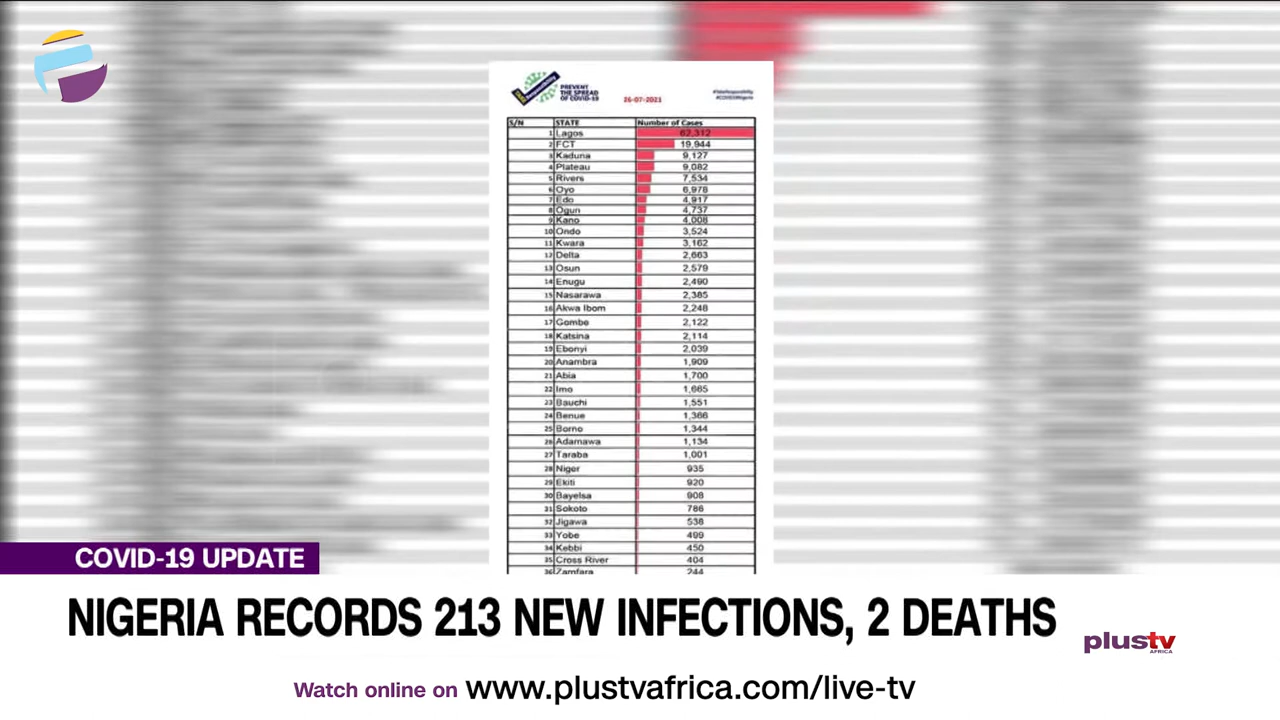 PREVENT
THE SPREAD
OF COVID-19
26-07-2021
S/N STATE Number of Cases
1 Lagos 62,312
2 FCT 19,944
3 Kaduna 9,127
4 Plateau 9,082
5 Rivers 7,534
6 Oyo 6,978
7 Edo 4,917
8 Ogun 4,737
9 Kano 4,008
10 Ondo 3,524
11 Kwara 3,162
12 Delta 2,663
13 Osun 2,579
14 Enugu 2,490
15 Nasarawa 2,385
16 Akwa Ibom 2,248
17 Gombe 2,122
18 Katsina 2,114
19 Ebonyi 2,039
20 Anambra 1,909
21 Abia 1,700
22 Imo 1,665
23 Bauchi 1,551
24 Benue 1,366
25 Borno 1,344
26 Adamawa 1,134
27 Taraba 1,001
28 Niger 935
29 Ekiti 920
30 Bayelsa 908
31 Sokoto 786
32 Jigawa 538
33 Yobe 499
34 Kebbi 450
35 Cross River 404
36 Zamfara 244
COVID-19 UPDATE
NIGERIA RECORDS 213 NEW INFECTIONS, 2 DEATHS
plustv
AFRICA
Watch online on www.plustvafrica.com/live-tv